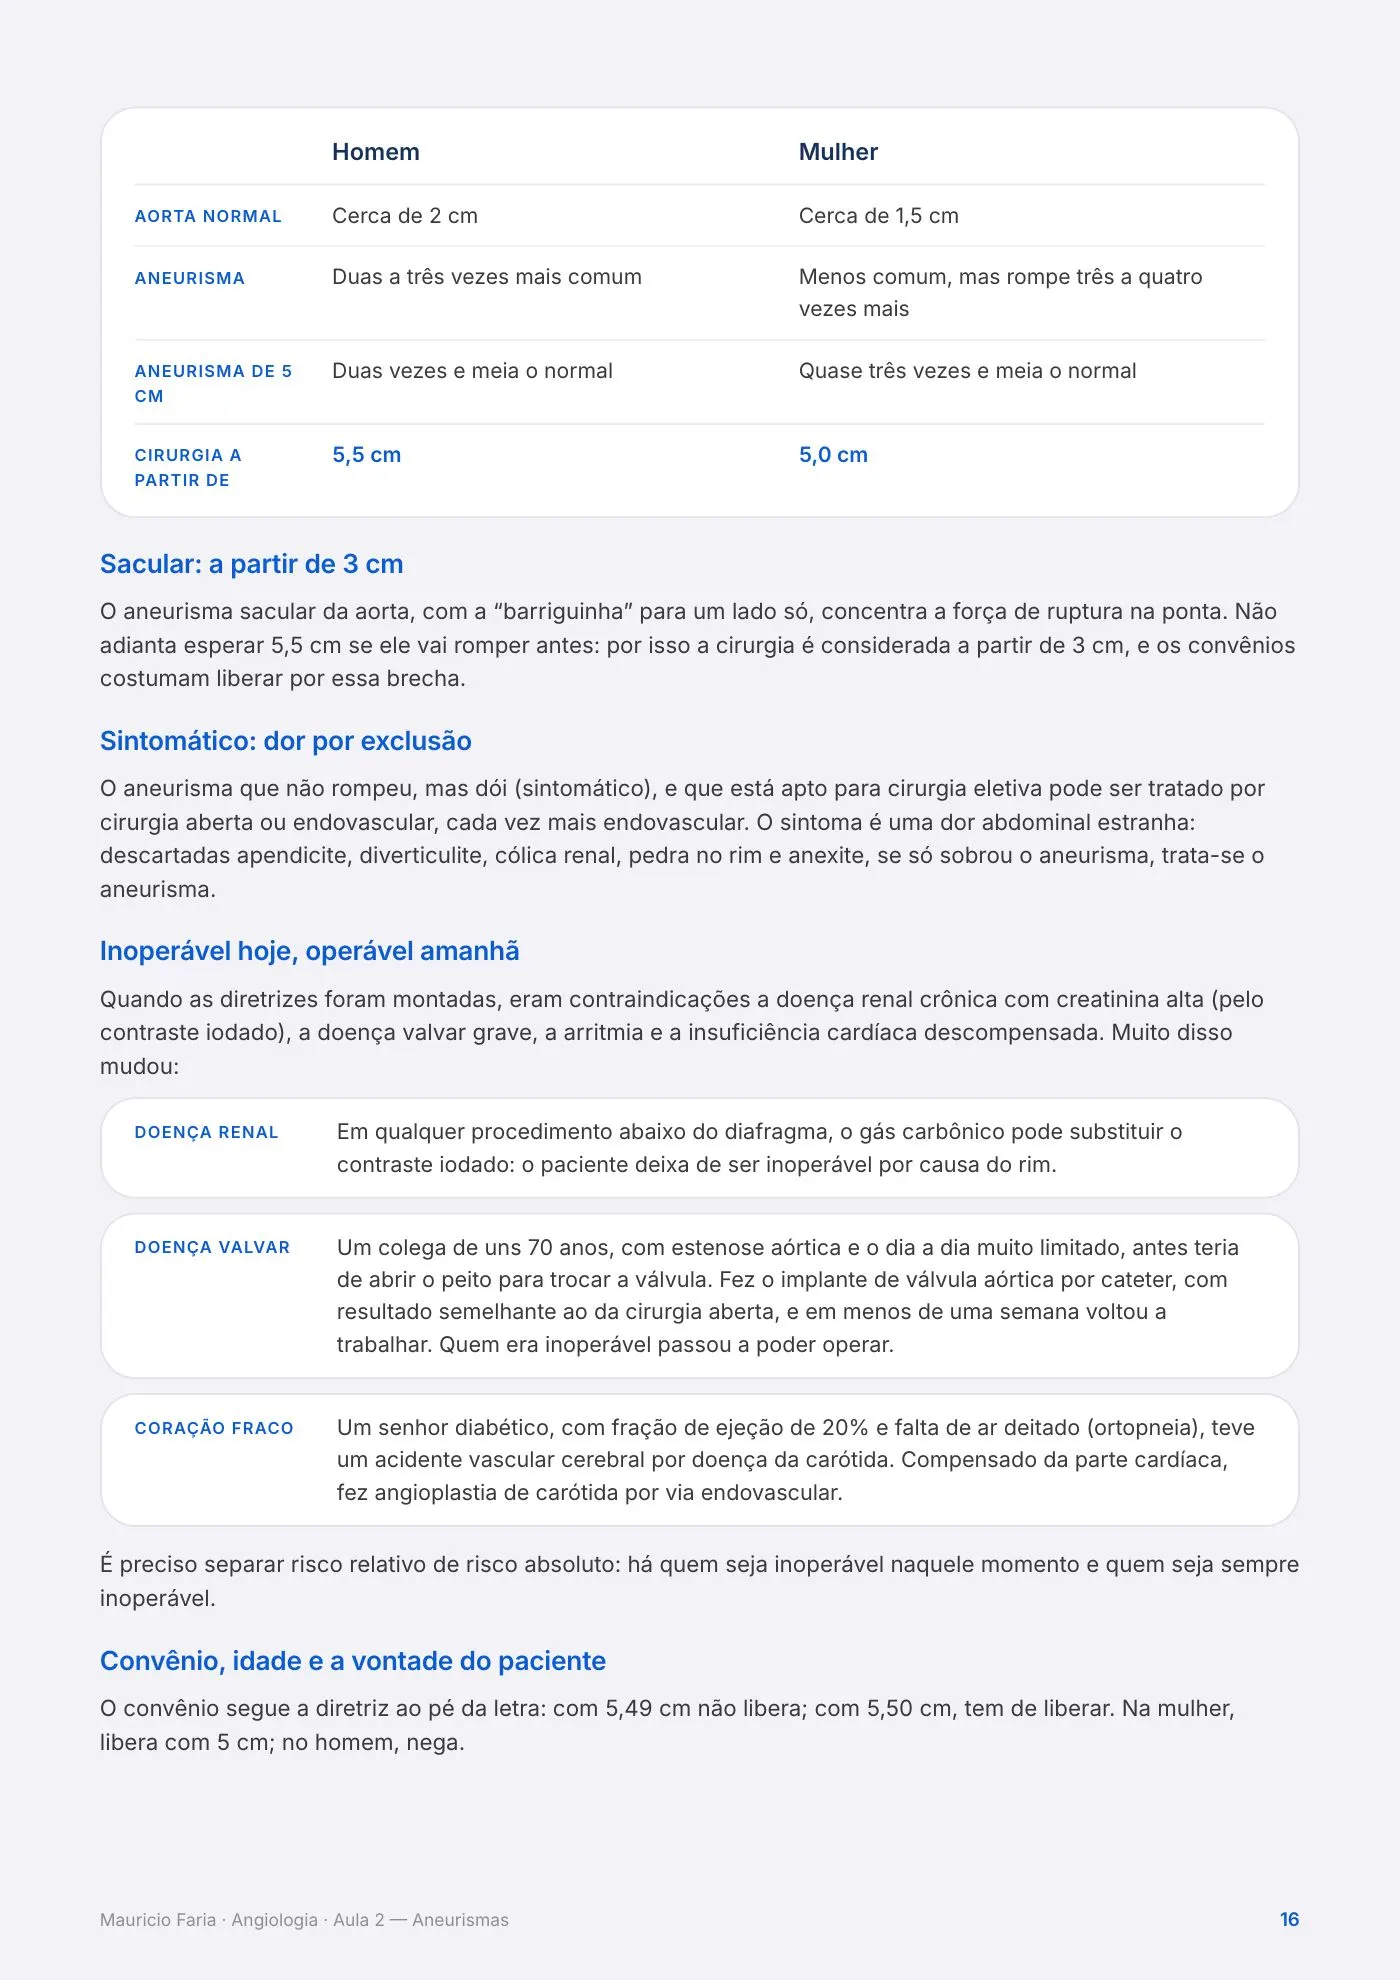 Homem Mulher
AORTA NORMAL Cerca de 2 cm Cerca de 1,5 cm
ANEURISMA Duas a três vezes mais comum Menos comum, mas rompe três a quatro
vezes mais
ANEURISMA DE 5 Duas vezes e meia o normal Quase três vezes e meia o normal
CM
CIRURGIA A 5,5 cm 5,0 cm
PARTIR DE
Sacular: a partir de 3 cm
O aneurisma sacular da aorta, com a “barriguinha” para um lado só, concentra a força de ruptura na ponta. Não
adianta esperar 5,5 cm se ele vai romper antes: por isso a cirurgia é considerada a partir de 3 cm, e os convênios
costumam liberar por essa brecha.
Sintomático: dor por exclusão
O aneurisma que não rompeu, mas dói (sintomático), e que está apto para cirurgia eletiva pode ser tratado por
cirurgia aberta ou endovascular, cada vez mais endovascular. O sintoma é uma dor abdominal estranha:
descartadas apendicite, diverticulite, cólica renal, pedra no rim e anexite, se só sobrou o aneurisma, trata-se o
aneurisma.
Inoperável hoje, operável amanhã
Quando as diretrizes foram montadas, eram contraindicações a doença renal crônica com creatinina alta (pelo
contraste iodado), a doença valvar grave, a arritmia e a insuficiência cardíaca descompensada. Muito disso
mudou:
DOENÇA RENAL Em qualquer procedimento abaixo do diafragma, o gás carbônico pode substituir o
contraste iodado: o paciente deixa de ser inoperável por causa do rim.
DOENÇA VALVAR Um colega de uns 70 anos, com estenose aórtica e o dia a dia muito limitado, antes teria
de abrir o peito para trocar a válvula. Fez o implante de válvula aórtica por cateter, com
resultado semelhante ao da cirurgia aberta, e em menos de uma semana voltou a
trabalhar. Quem era inoperável passou a poder operar.
CORAÇÃO FRACO Um senhor diabético, com fração de ejeção de 20% e falta de ar deitado (ortopneia), teve
um acidente vascular cerebral por doença da carótida. Compensado da parte cardíaca,
fez angioplastia de carótida por via endovascular.
É preciso separar risco relativo de risco absoluto: há quem seja inoperável naquele momento e quem seja sempre
inoperável.
Convênio, idade e a vontade do paciente
O convênio segue a diretriz ao pé da letra: com 5,49 cm não libera; com 5,50 cm, tem de liberar. Na mulher,
libera com 5 cm; no homem, nega.
Mauricio Faria · Angiologia · Aula 2 — Aneurismas 16